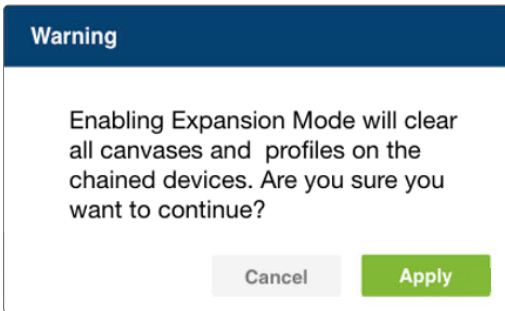 Warning
Enabling Expansion Mode will clear
all canvases and  profiles on the
chained devices. Are you sure you
want to continue?
Cancel
Apply